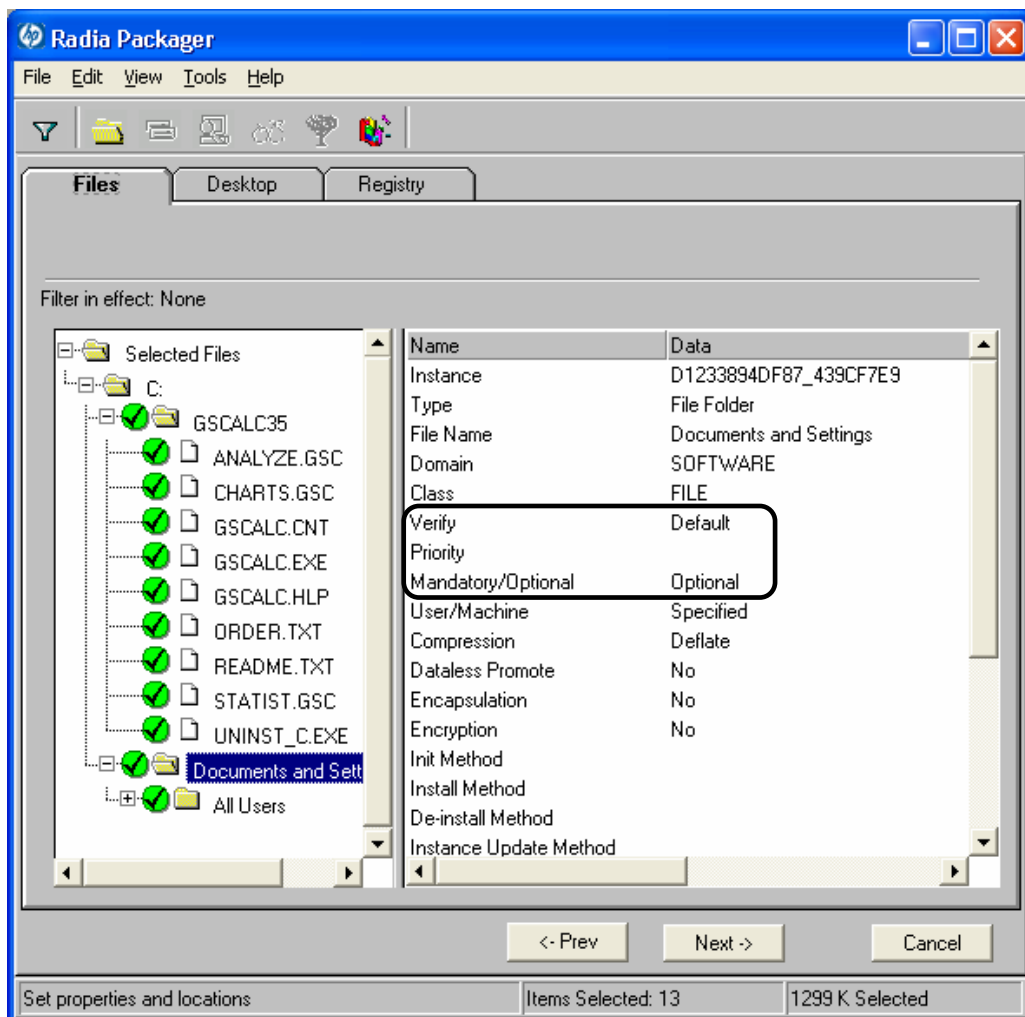 Radia Packager
File Edit View Tools Help
Files Desktop Registry
Filter in effect: None
Selected Files
C:
GSCALC35
ANALYZE.GSC
CHARTS.GSC
GSCALC.CNT
GSCALC.EXE
GSCALC.HLP
ORDER.TXT
README.TXT
STATIST.GSC
UNINST_C.EXE
Documents and Sett
All Users
Name Data
Instance D1233894DF87_439CF7E9
Type File Folder
File Name Documents and Settings
Domain SOFTWARE
Class FILE
Verify Default
Priority
Mandatory/Optional Optional
User/Machine Specified
Compression Deflate
Dataless Promote No
Encapsulation No
Encryption No
Init Method
Install Method
De-install Method
Instance Update Method
<- Prev Next -> Cancel
Set properties and locations Items Selected: 13 1299 K Selected